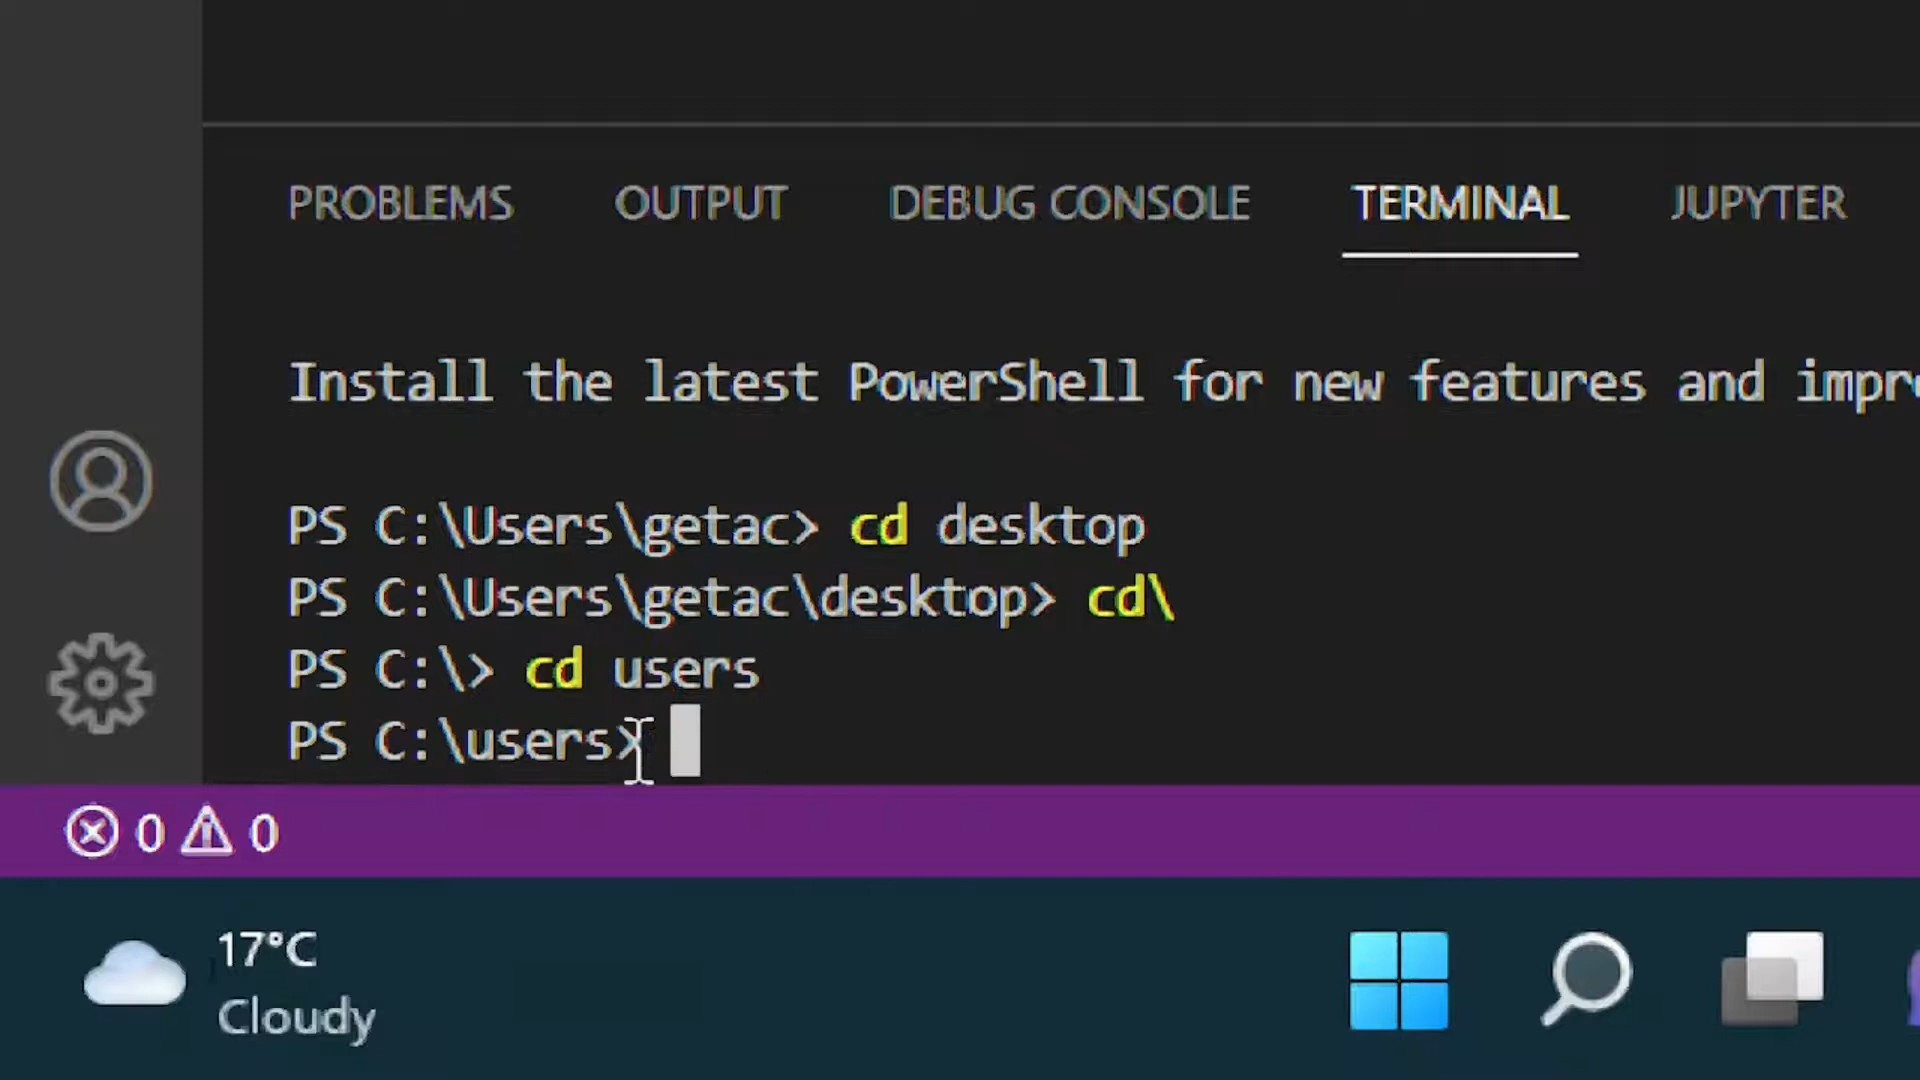 PROBLEMS OUTPUT DEBUG CONSOLE TERMINAL JUPYTER
Install the latest PowerShell for new features and
PS C:\Users\getac> cd desktop
PS C:\Users\getac\desktop> cd\
PS C:\> cd users
PS C:\users>
0 0
17°C
Cloudy